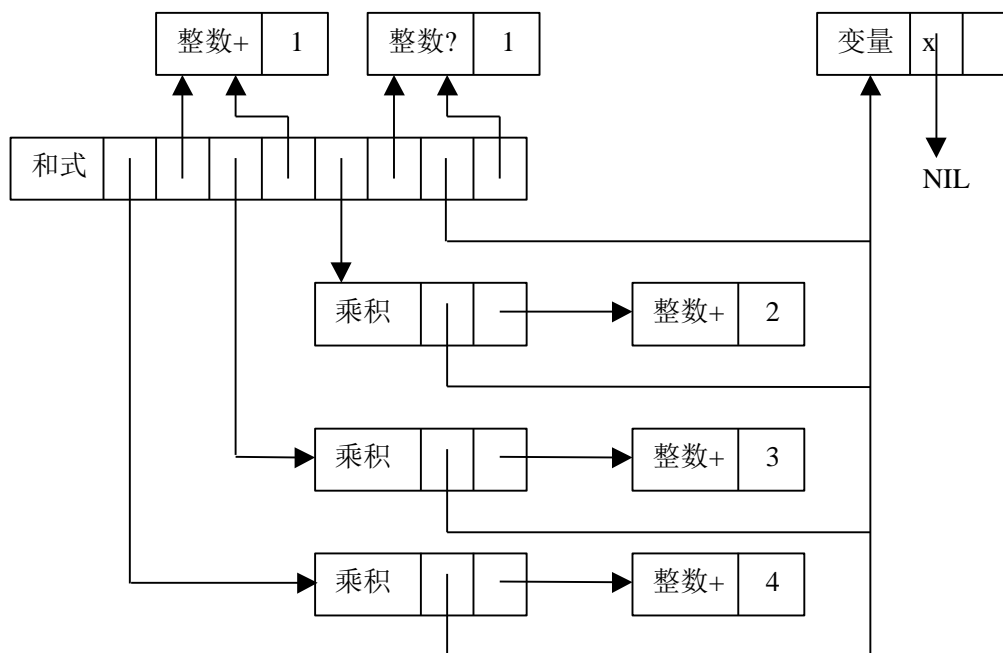 整数+ 1 整数? 1 变量 x
和式
NIL
乘积 整数+ 2
乘积 整数+ 3
乘积 整数+ 4